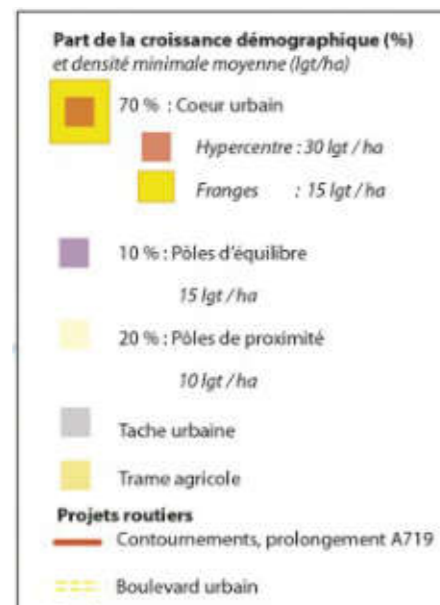 Part de la croissance démographique (%)
et densité minimale moyenne (lgt/ha)
70 % : Coeur urbain
Hypercentre : 30 lgt / ha
Franges : 15 lgt / ha
10 % : Pôles d'équilibre
15 lgt / ha
20 % : Pôles de proximité
10 lgt / ha
Tache urbaine
Trame agricole
Projets routiers
Contournements, prolongement A719
Boulevard urbain